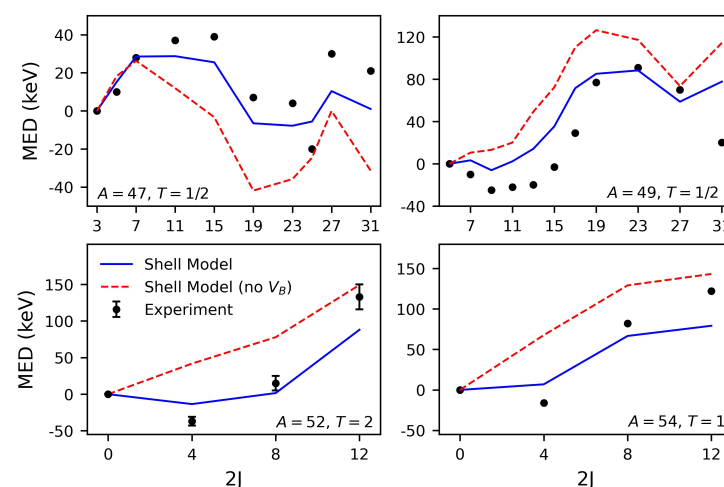 MED (keV)
40
20
0
-20
-40
A = 47, T = 1/2
3 7 11 15 19 23 27 31
120
80
40
0
-40
A = 49, T = 1/2
7 11 15 19 23 27 31
MED (keV)
150
100
50
0
-50
Shell Model
Shell Model (no V_B)
Experiment
A = 52, T = 2
0 4 8 12
2J
150
100
50
0
-50
A = 54, T = 1
0 4 8 12
2J